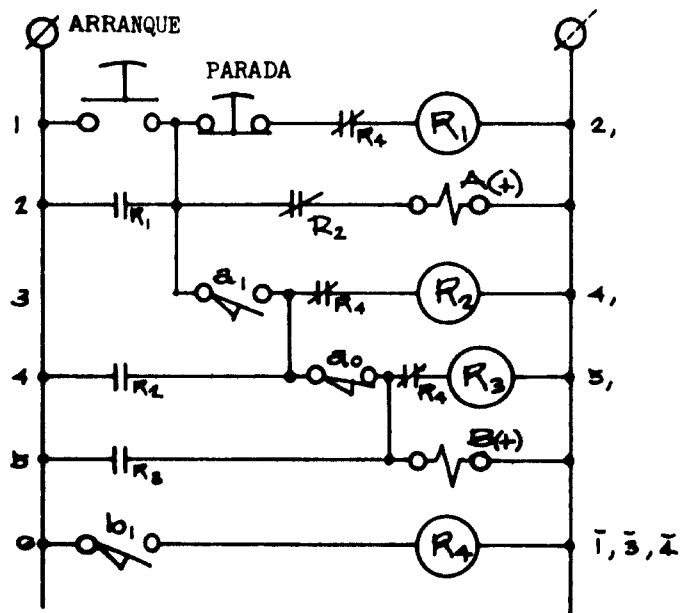 ARRANQUE
PARADA
1 R4 R1 2,
2 R1 R2 A(+)
3 a1 R4 R2 4,
4 R2 a0 R4 R3 5,
5 R3 B(+)
6 b1 R4 1̄, 3̄, 4̄